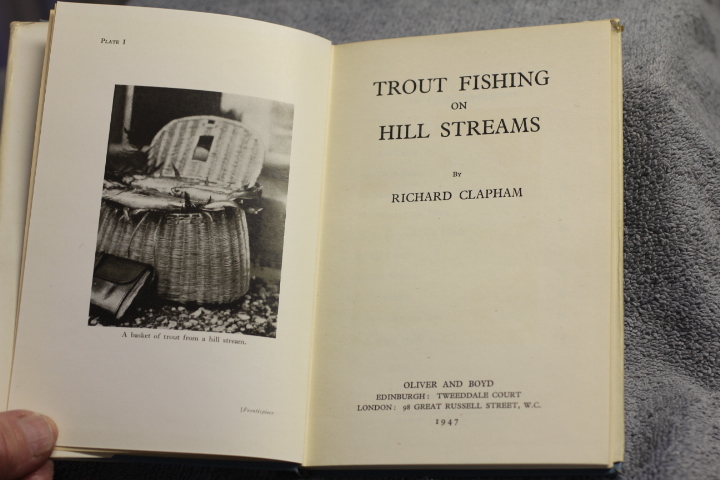 PLATE I
A basket of trout from a hill stream.
[Frontispiece
TROUT FISHING
ON
HILL STREAMS
BY
RICHARD CLAPHAM
OLIVER AND BOYD
EDINBURGH: TWEEDDALE COURT
LONDON: 98 GREAT RUSSELL STREET, W.C.
1947